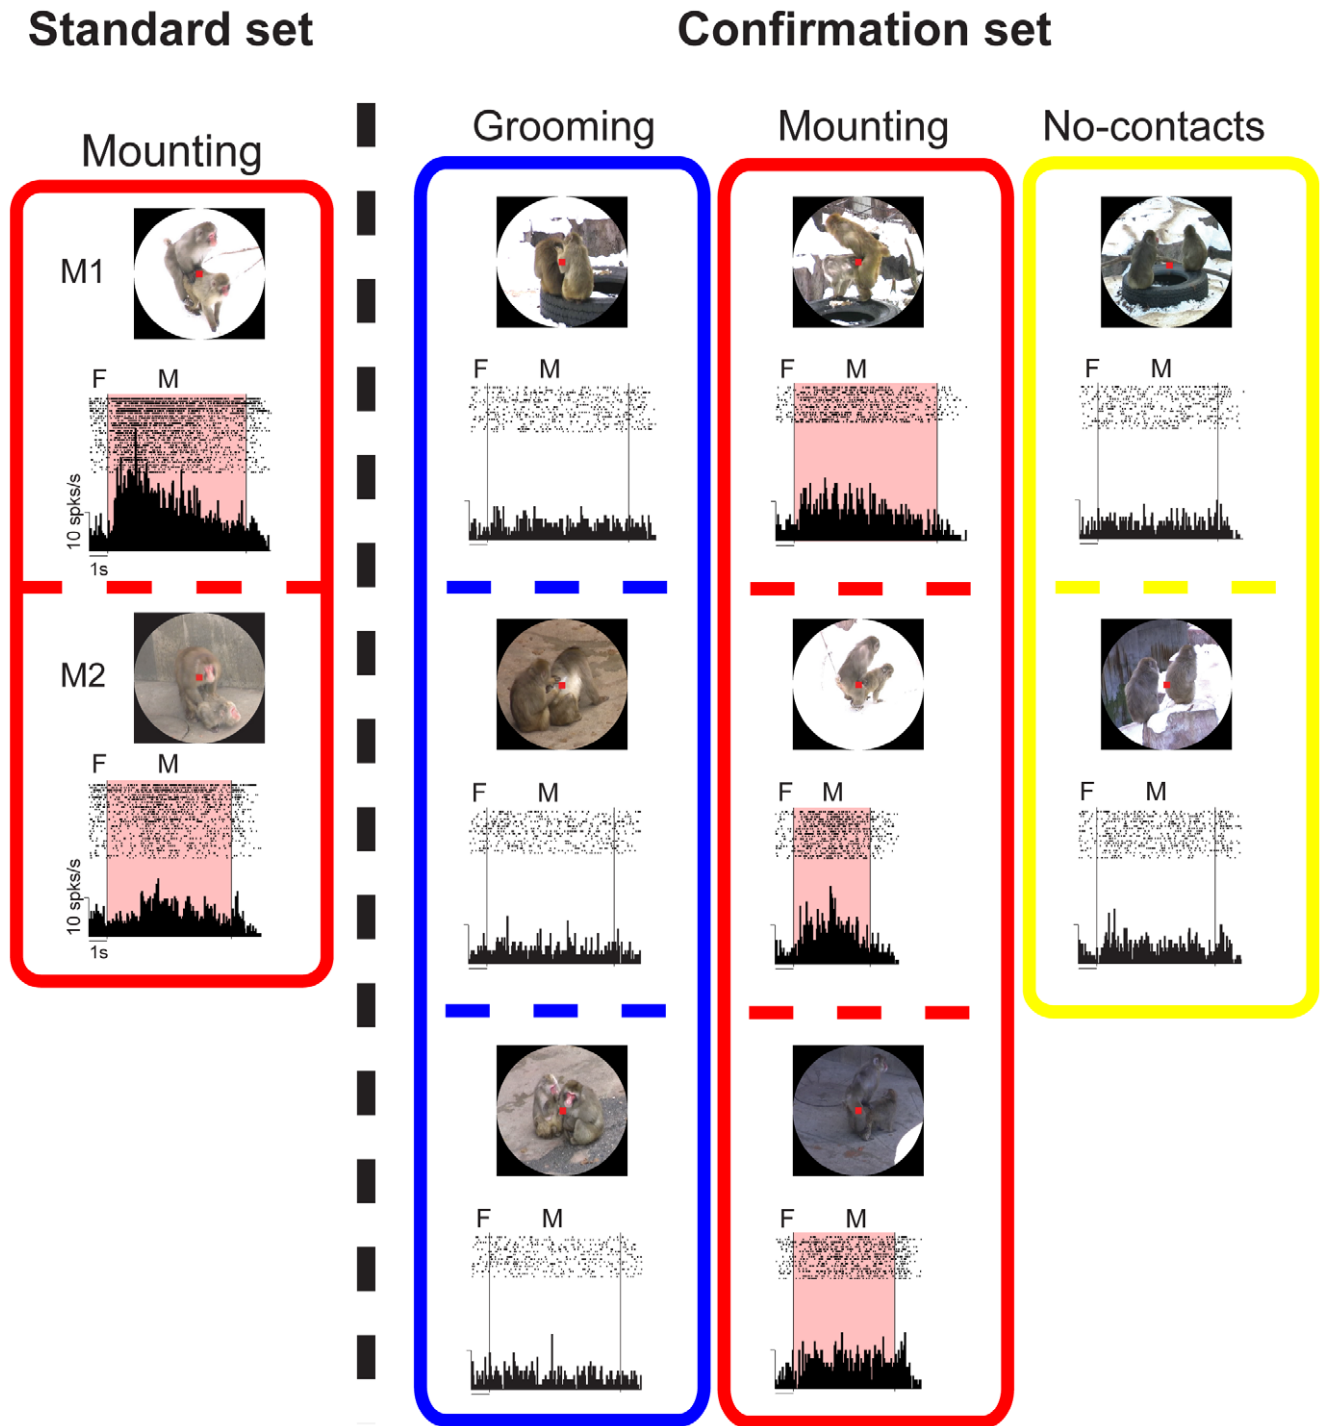 Standard set
Confirmation set
Mounting
Grooming
Mounting
No-contacts
M1
F M
10 spks/s
1s
M2
F M
10 spks/s
1s
F M
F M
F M
F M
F M
F M
F M
F M